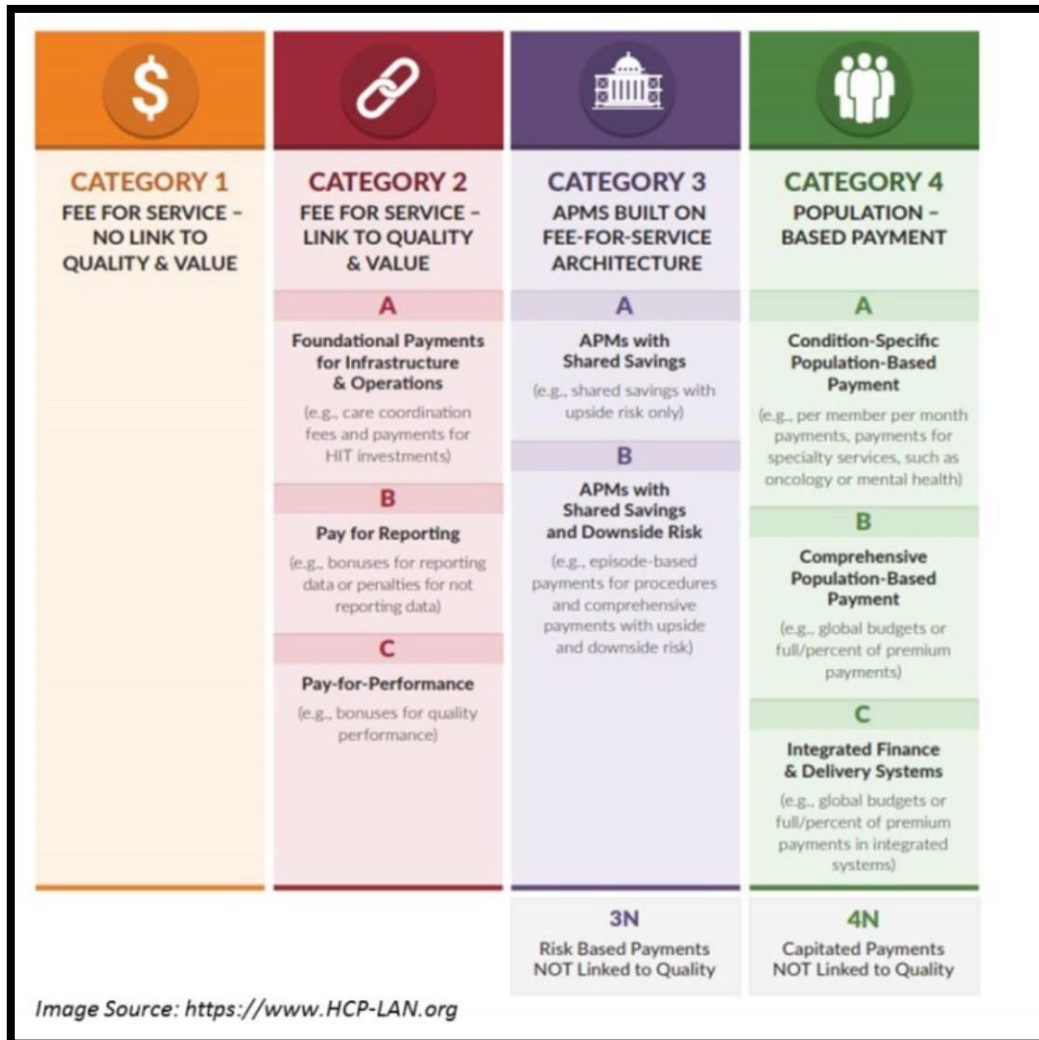 $
CATEGORY 1
FEE FOR SERVICE –
NO LINK TO
QUALITY & VALUE
CATEGORY 2
FEE FOR SERVICE –
LINK TO QUALITY
& VALUE
A
Foundational Payments
for Infrastructure
& Operations
(e.g., care coordination
fees and payments for
HIT investments)
B
Pay for Reporting
(e.g., bonuses for reporting
data or penalties for not
reporting data)
C
Pay-for-Performance
(e.g., bonuses for quality
performance)
CATEGORY 3
APMS BUILT ON
FEE-FOR-SERVICE
ARCHITECTURE
A
APMs with
Shared Savings
(e.g., shared savings with
upside risk only)
B
APMs with
Shared Savings
and Downside Risk
(e.g., episode-based
payments for procedures
and comprehensive
payments with upside
and downside risk)
3N
Risk Based Payments
NOT Linked to Quality
CATEGORY 4
POPULATION –
BASED PAYMENT
A
Condition-Specific
Population-Based
Payment
(e.g., per member per month
payments, payments for
specialty services, such as
oncology or mental health)
B
Comprehensive
Population-Based
Payment
(e.g., global budgets or
full/percent of premium
payments)
C
Integrated Finance
& Delivery Systems
(e.g., global budgets or
full/percent of premium
payments in integrated
systems)
4N
Capitated Payments
NOT Linked to Quality
Image Source: https://www.HCP-LAN.org